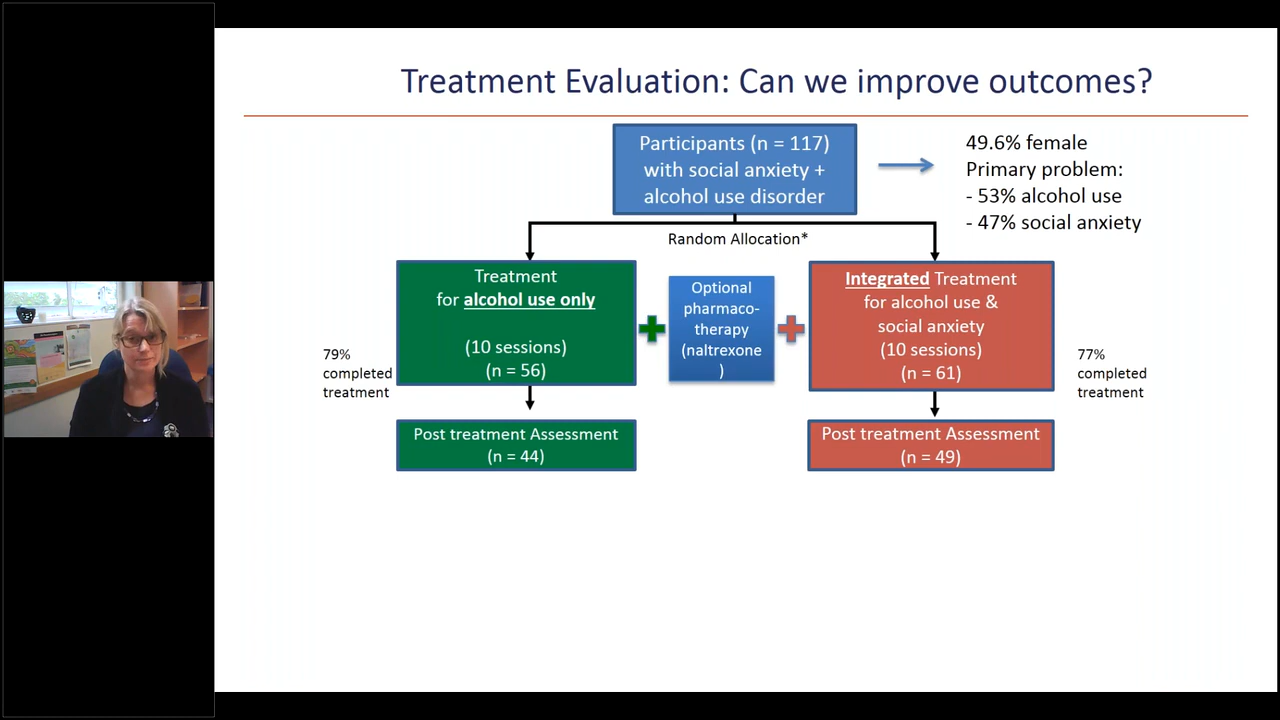 Treatment Evaluation: Can we improve outcomes?
Participants (n = 117)
with social anxiety +
alcohol use disorder
49.6% female
Primary problem:
- 53% alcohol use
- 47% social anxiety
Random Allocation*
Treatment
for alcohol use only
(10 sessions)
(n = 56)
Optional
pharmaco-
therapy
(naltrexone
)
Integrated Treatment
for alcohol use &
social anxiety
(10 sessions)
(n = 61)
79%
completed
treatment
77%
completed
treatment
Post treatment Assessment
(n = 44)
Post treatment Assessment
(n = 49)